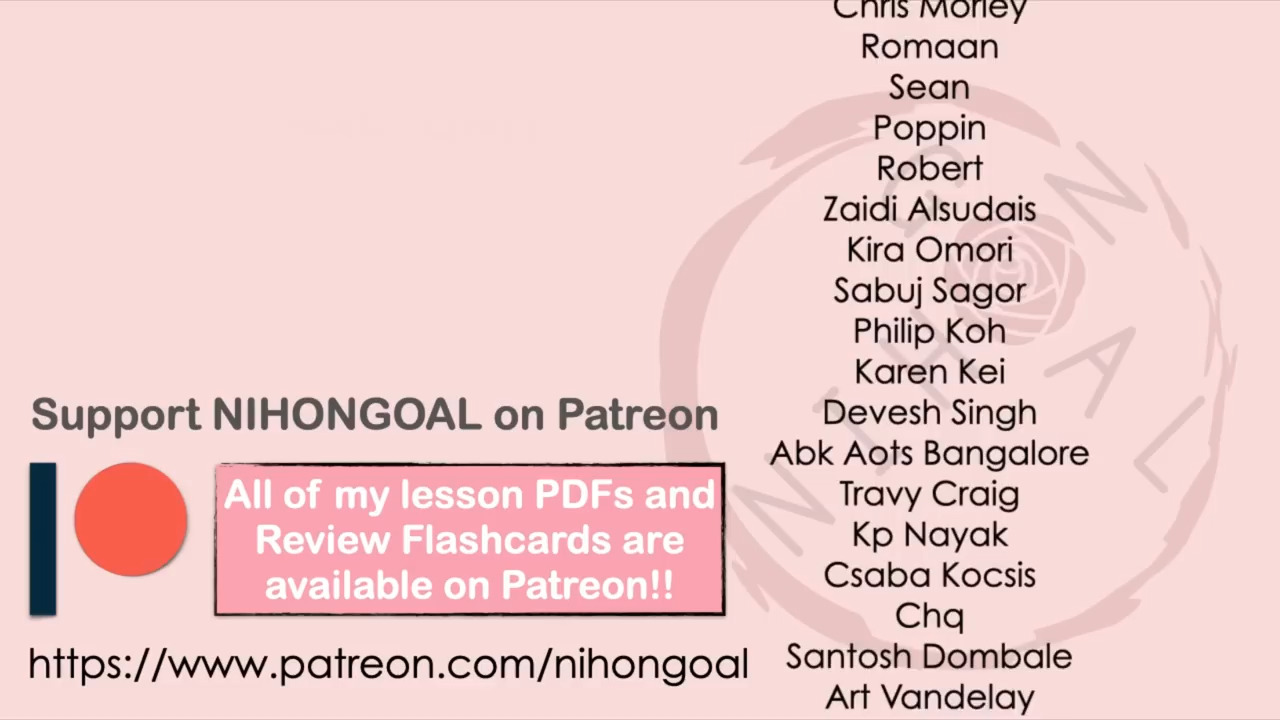 Chris Morley
Romaan
Sean
Poppin
Robert
Zaidi Alsudais
Kira Omori
Sabuj Sagor
Philip Koh
Karen Kei
Devesh Singh
Abk Aots Bangalore
Travy Craig
Kp Nayak
Csaba Kocsis
Chq
Santosh Dombale
Art Vandelay
Support NIHONGOAL on Patreon
All of my lesson PDFs and
Review Flashcards are
available on Patreon!!
https://www.patreon.com/nihongoal
NIHON GOAL